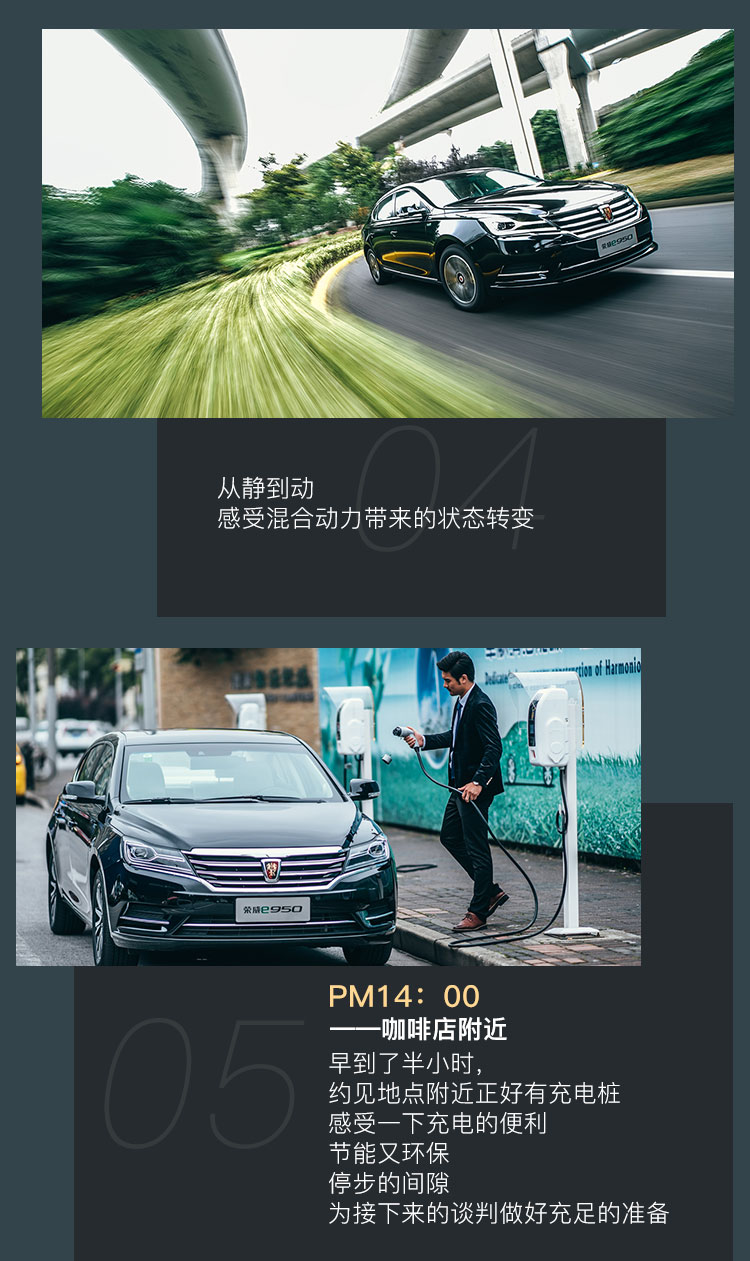 荣威e950
04
从静到动
感受混合动力带来的状态转变
of Harmonio
荣威e950
05
PM14：00
——咖啡店附近
早到了半小时，
约见地点附近正好有充电桩
感受一下充电的便利
节能又环保
停步的间隙
为接下来的谈判做好充足的准备